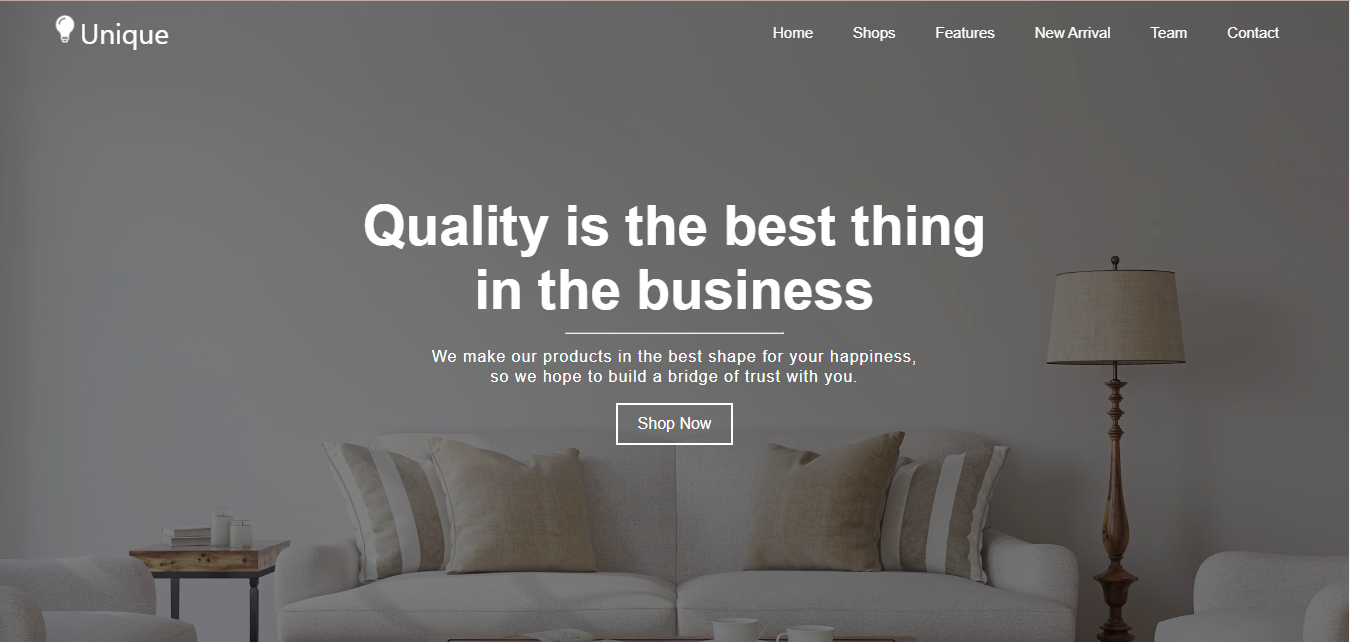 Unique
Home Shops Features New Arrival Team Contact
Quality is the best thing
in the business
We make our products in the best shape for your happiness,
so we hope to build a bridge of trust with you.
Shop Now